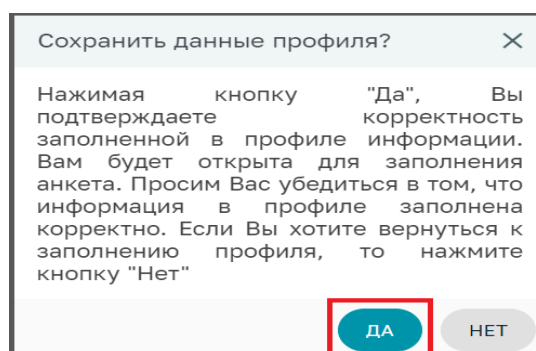 Сохранить данные профиля?
Нажимая кнопку "Да", Вы
подтверждаете корректность
заполненной в профиле информации.
Вам будет открыта для заполнения
анкета. Просим Вас убедиться в том, что
информация в профиле заполнена
корректно. Если Вы хотите вернуться к
заполнению профиля, то нажмите
кнопку "Нет"
ДА НЕТ